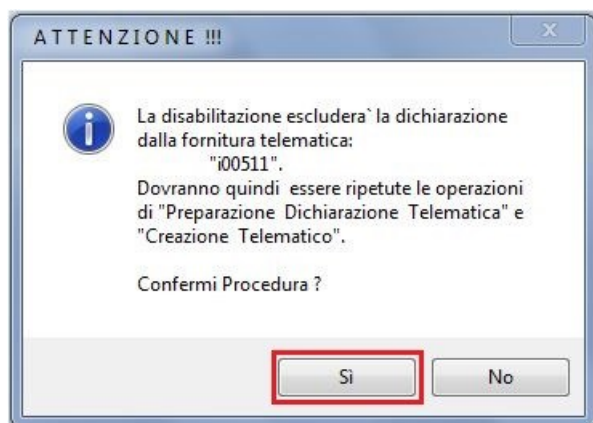 ATTENZIONE !!!
La disabilitazione escludera` la dichiarazione
dalla fornitura telematica:
"i00511".
Dovranno quindi essere ripetute le operazioni
di "Preparazione Dichiarazione Telematica" e
"Creazione Telematico".
Confermi Procedura ?
Sì
No